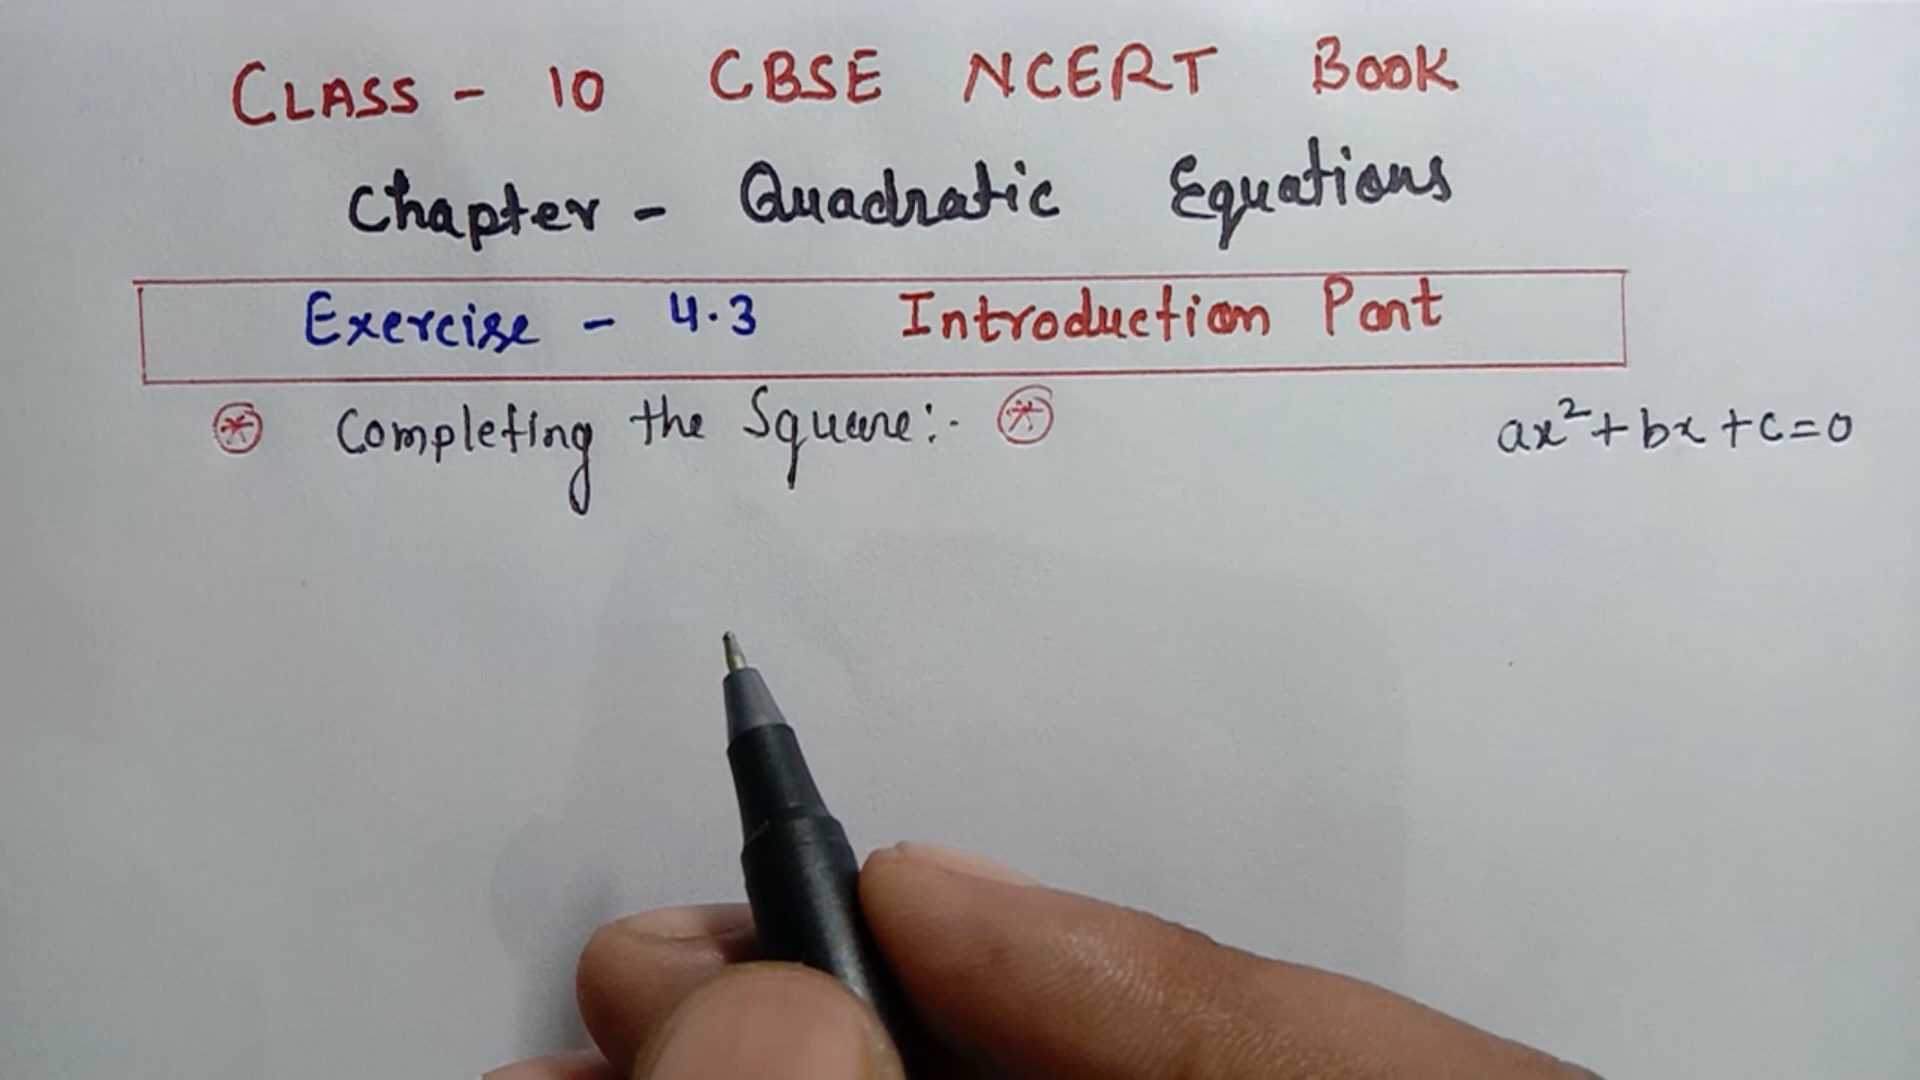 CLASS - 10 CBSE NCERT BOOK
Chapter - Quadratic Equations
Exercise - 4.3 Introduction Part
* Completing the Square:- *
ax²+bx+c=0